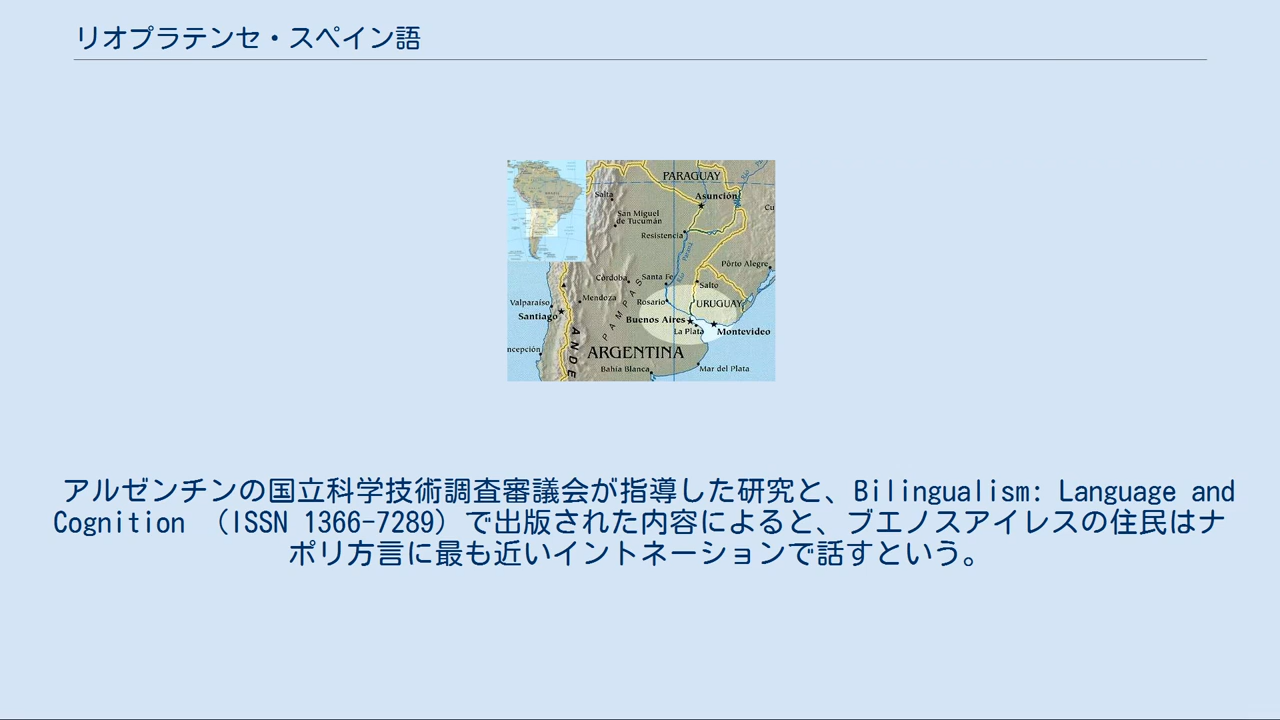 リオプラテンセ・スペイン語
PARAGUAY
Asunción
Salta
San Miguel
de Tucumán
Resistencia
Pôrto Alegre
Córdoba
Santa Fe
Salto
Mendoza
Rosario
URUGUAY
Valparaíso
Santiago
PAMPAS
Buenos Aires
La Plata
Montevideo
ncepción
ANDE
ARGENTINA
Bahía Blanca
Mar del Plata
アルゼンチンの国立科学技術調査審議会が指導した研究と、Bilingualism: Language and
Cognition （ISSN 1366-7289）で出版された内容によると、ブエノスアイレスの住民はナ
ポリ方言に最も近いイントネーションで話すという。